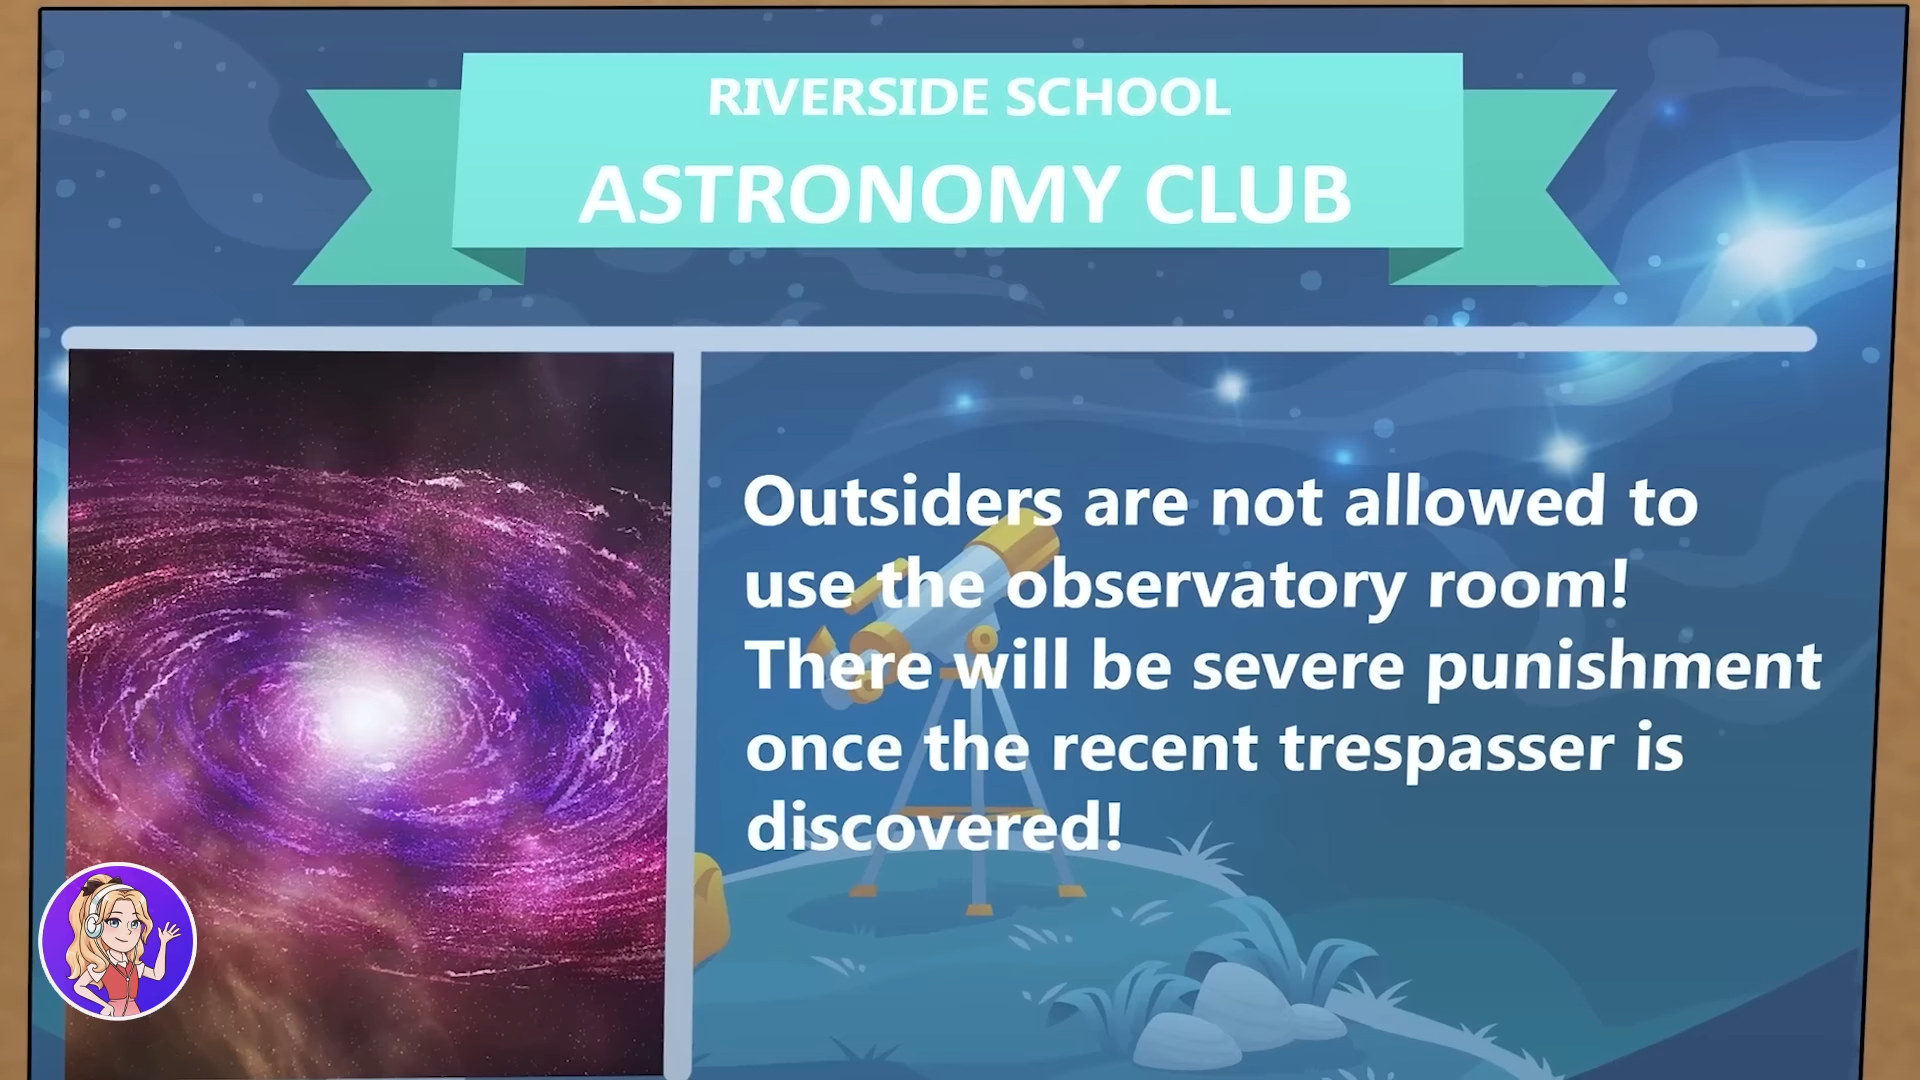 RIVERSIDE SCHOOL
ASTRONOMY CLUB
Outsiders are not allowed to
use the observatory room!
There will be severe punishment
once the recent trespasser is
discovered!